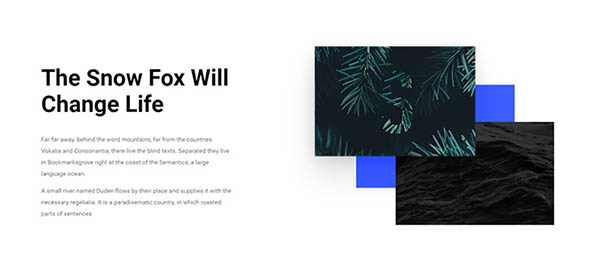 The Snow Fox Will
Change Life
Far far away, behind the word mountains, far from the countries
Vokalia and Consonantia, there live the blind texts. Separated they live
in Bookmarksgrove right at the coast of the Semantics, a large
language ocean.
A small river named Duden flows by their place and supplies it with the
necessary regelialia. It is a paradisematic country, in which roasted
parts of sentences